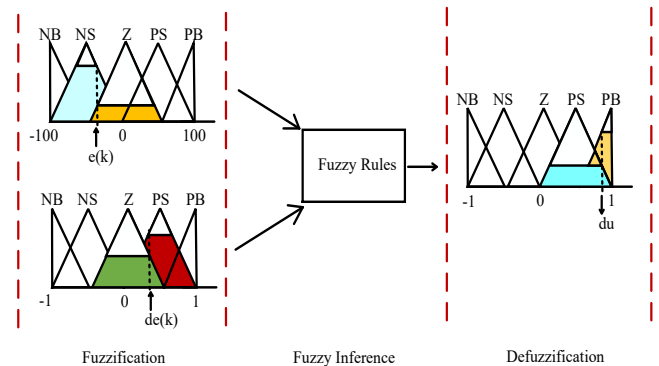 NB NS Z PS PB
-100 0 100
e(k)
NB NS Z PS PB
-1 0 1
de(k)
Fuzzification
Fuzzy Rules
Fuzzy Inference
NB NS Z PS PB
-1 0 1
du
Defuzzification